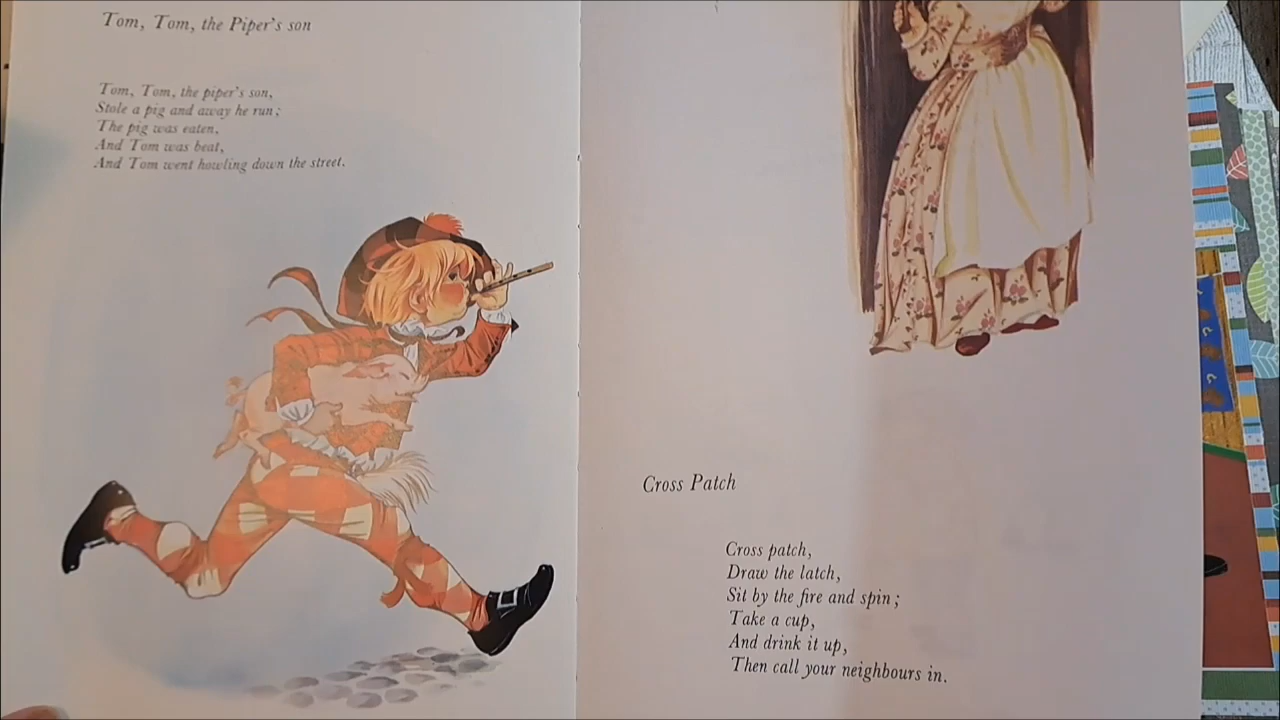 Tom, Tom, the Piper's son
Tom, Tom, the piper's son,
Stole a pig and away he run;
The pig was eaten,
And Tom was beat,
And Tom went howling down the street.
Cross Patch
Cross patch,
Draw the latch,
Sit by the fire and spin;
Take a cup,
And drink it up,
Then call your neighbours in.